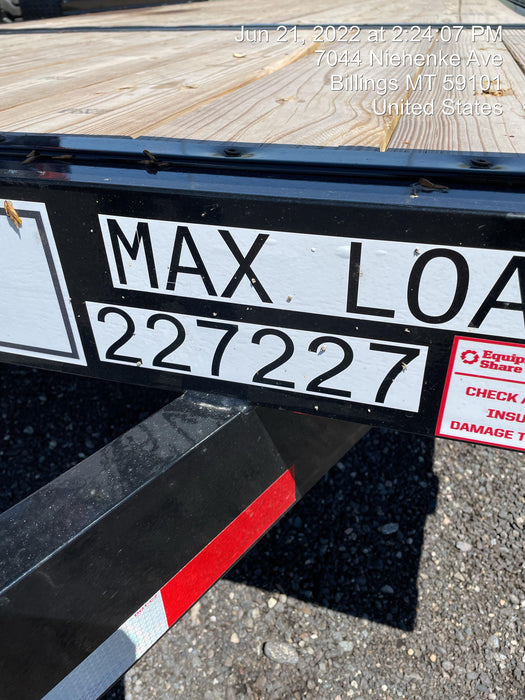 Jun 21, 2022 at 2:24:07 PM
7044 Niehenke Ave
Billings MT 59101
United States
MAX LOA
227227
Equip
Share
CHECK
INSU
DAMAGE T